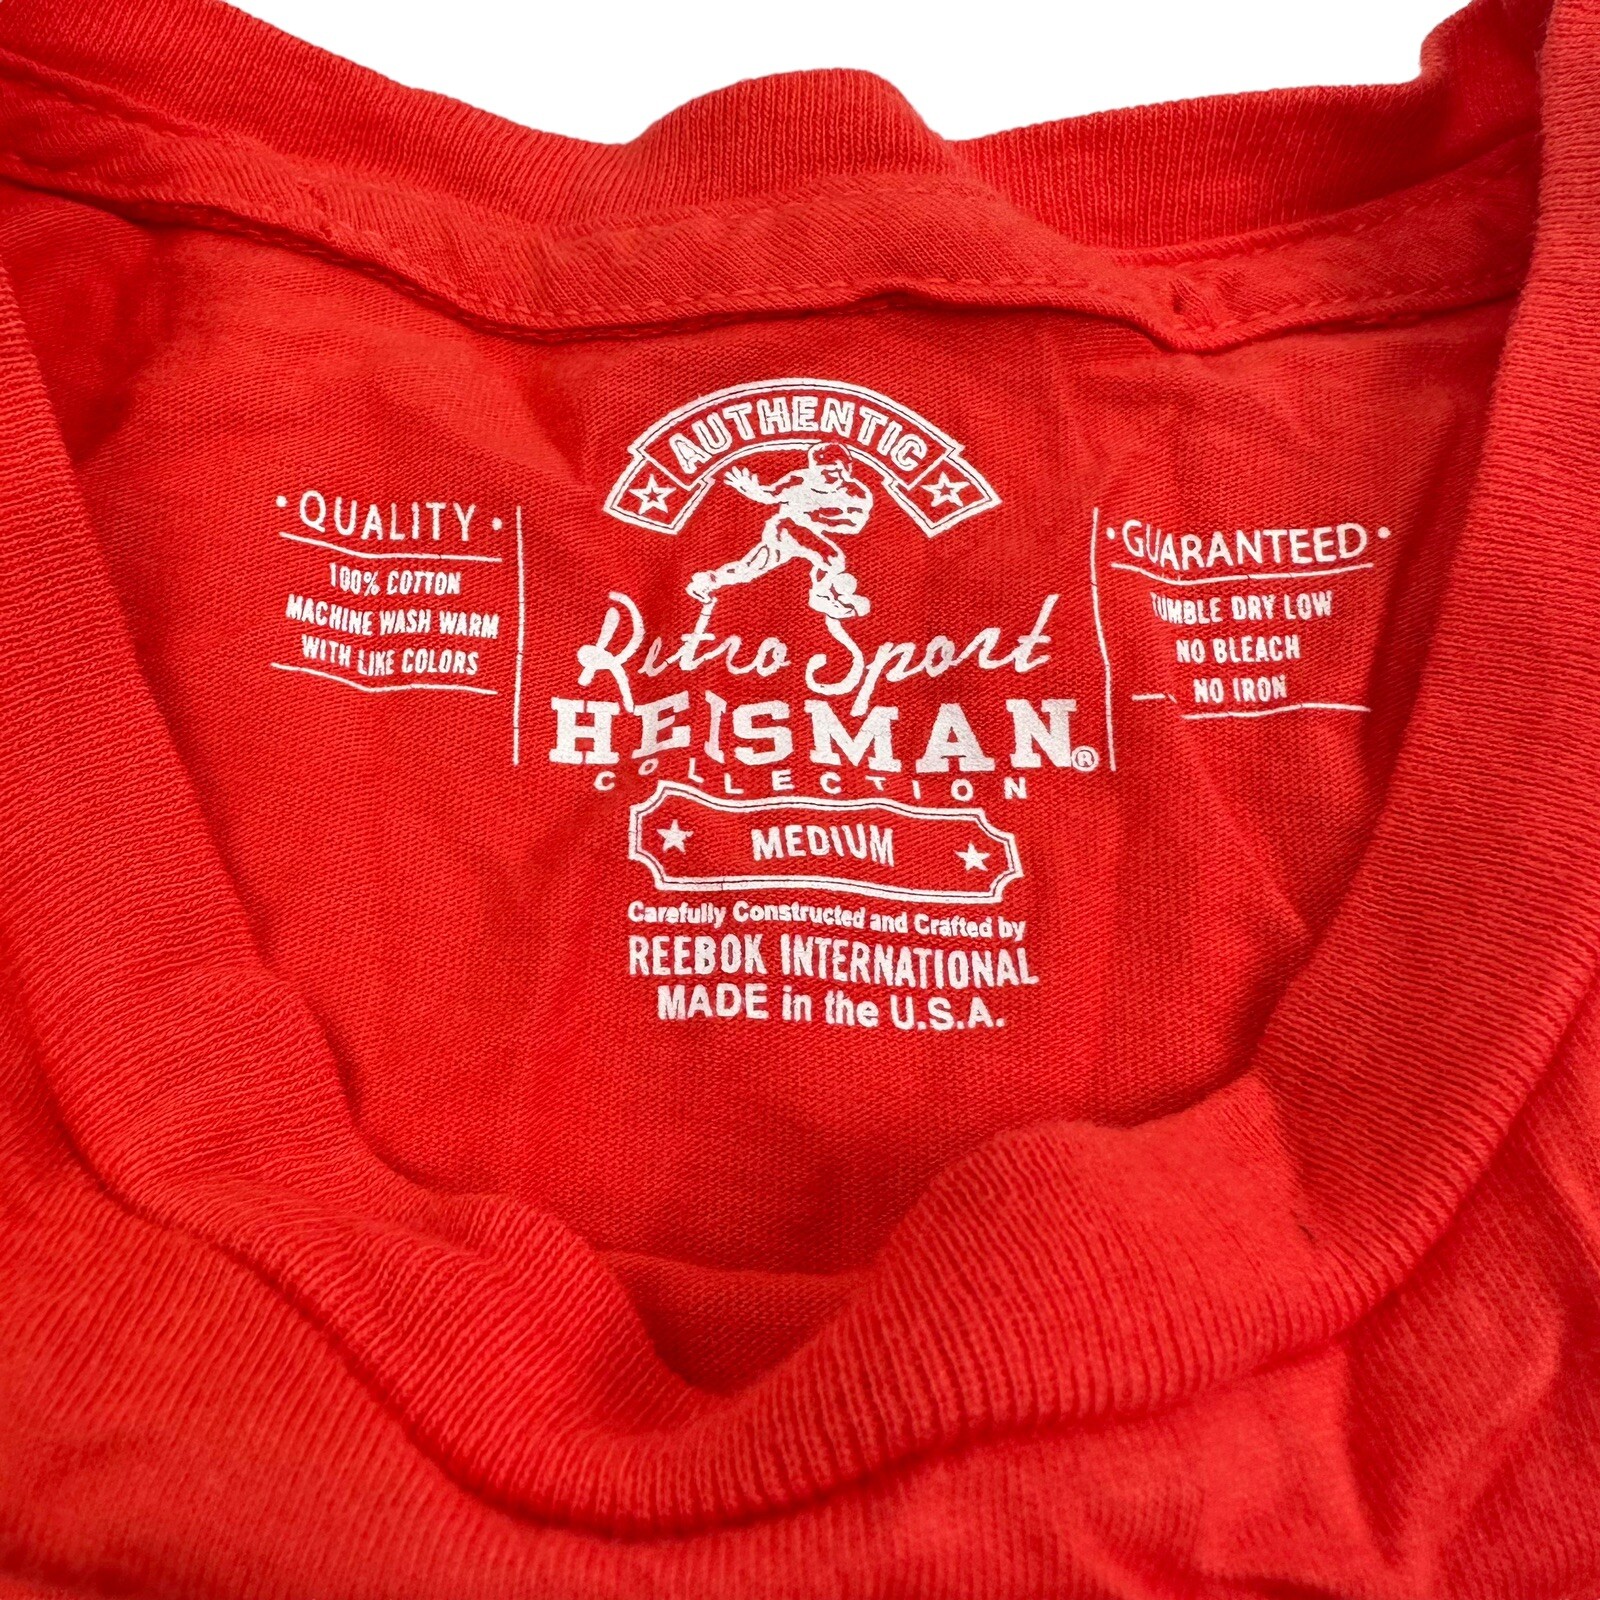 AUTHENTIC
• QUALITY •
100% COTTON
MACHINE WASH WARM
WITH LIKE COLORS
Retro Sport
HEISMAN®
COLLECTION
MEDIUM
Carefully Constructed and Crafted by
REEBOK INTERNATIONAL
MADE in the U.S.A.
• GUARANTEED •
TUMBLE DRY LOW
NO BLEACH
NO IRON